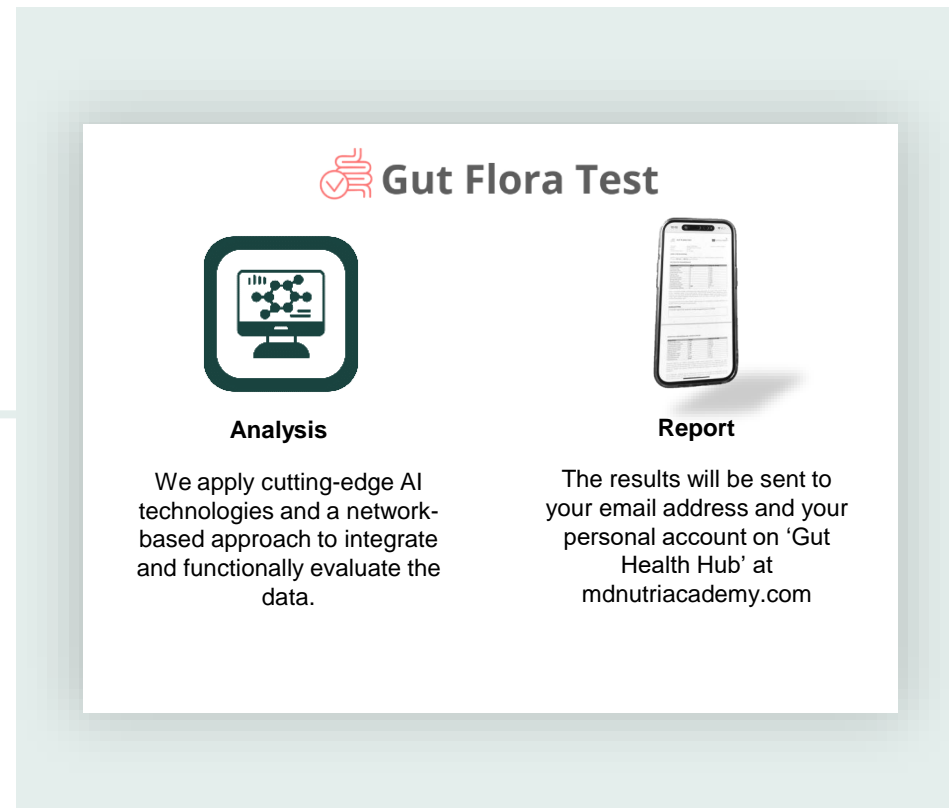 Gut Flora Test
Analysis
We apply cutting-edge AI
technologies and a network-
based approach to integrate
and functionally evaluate the
data.
Report
The results will be sent to
your email address and your
personal account on ‘Gut
Health Hub’ at
mdnutriacademy.com